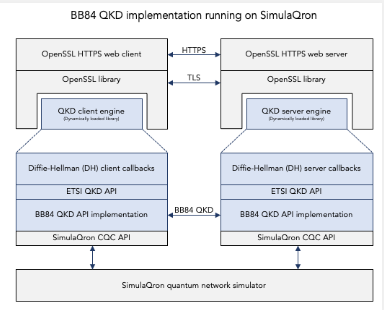 BB84 QKD implementation running on SimulaQron
OpenSSL HTTPS web client
HTTPS
OpenSSL HTTPS web server
OpenSSL library
TLS
OpenSSL library
QKD client engine
(Dynamically loaded library)
QKD server engine
(Dynamically loaded library)
Diffie-Hellman (DH) client callbacks
Diffie-Hellman (DH) server callbacks
ETSI QKD API
ETSI QKD API
BB84 QKD API implementation
BB84 QKD
BB84 QKD API implementation
SimulaQron CQC API
SimulaQron CQC API
SimulaQron quantum network simulator